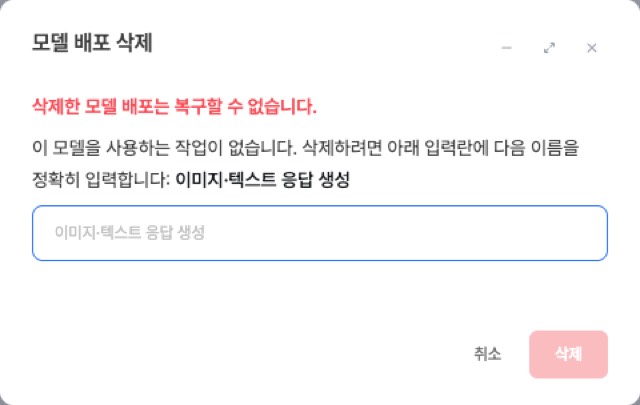 모델 배포 삭제
삭제한 모델 배포는 복구할 수 없습니다.
이 모델을 사용하는 작업이 없습니다. 삭제하려면 아래 입력란에 다음 이름을
정확히 입력합니다: 이미지·텍스트 응답 생성
이미지·텍스트 응답 생성
취소
삭제